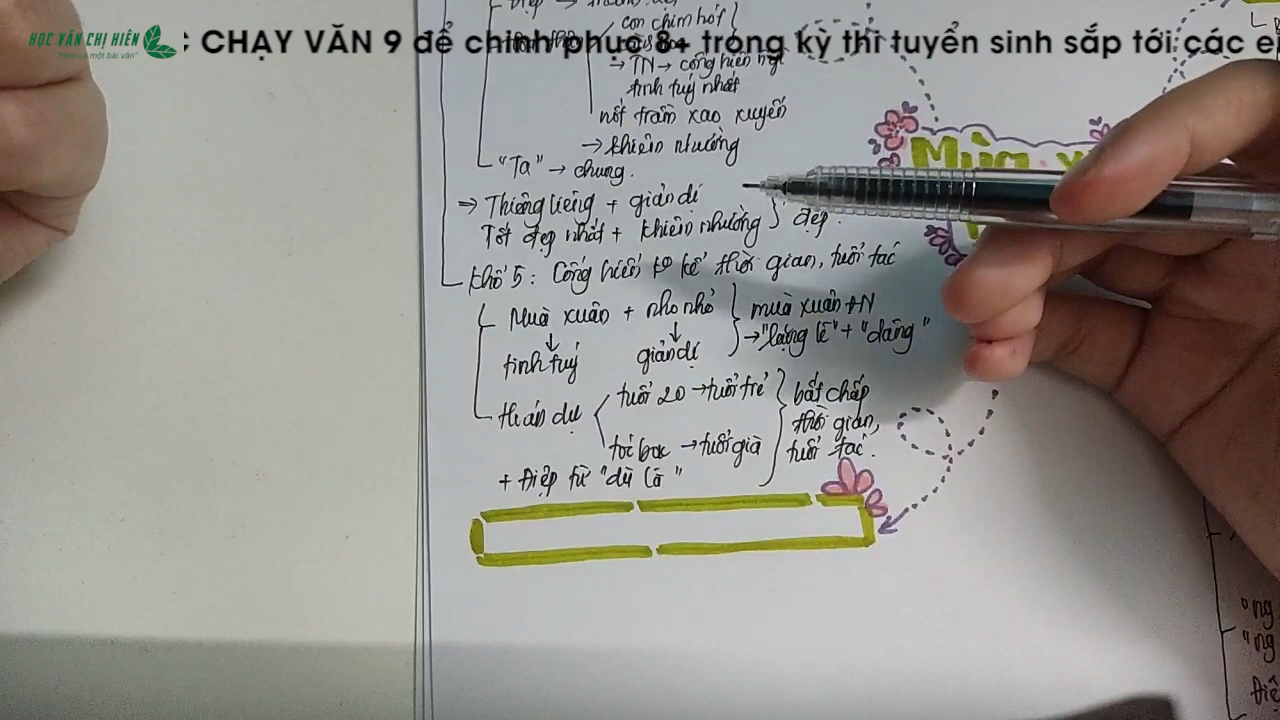 HỌC VĂN CHỊ HIÊN
C CHẠY VĂN 9 để chinh phục 8+ trong kỳ thi tuyển sinh sắp tới các e
con chim hót
→ TN → cống hiến
tinh tuý nhất
nốt trầm xao xuyến
→ khiêm nhường
"Ta" → chung.
⇒ Thiêng liêng + giản dị
Tốt đẹp nhất + khiêm nhường } đẹp.
Khổ 5: Cống hiến ko kể thời gian, tuổi tác
Mùa xuân + nho nhỏ } mùa xuân +N
↓ ↓ → "lặng lẽ" + "dâng"
tinh tuý giản dị
hoán dụ < tuổi 20 → tuổi trẻ } bất chấp
thời gian,
tóc bạc → tuổi già tuổi tác.
+ Điệp từ "dù là"
Mùa x
"ng
"ng
Điệ